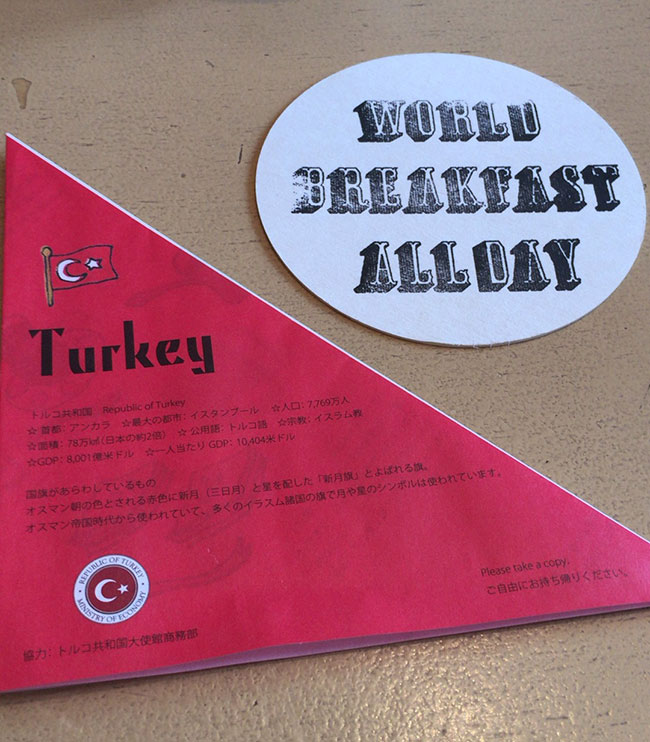 WORLD
BREAKFAST
ALL DAY
Turkey
トルコ共和国 Republic of Turkey
☆首都：アンカラ ☆最大の都市：イスタンブール ☆人口：7,769万人
☆面積：78万㎢（日本の約2倍） ☆公用語：トルコ語 ☆宗教：イスラム教
☆GDP：8,001億米ドル ☆一人当たりGDP：10,404米ドル
国旗があらわしているもの
オスマン朝の色とされる赤色に新月（三日月）と星を配した「新月旗」とよばれる旗。
オスマン帝国時代から使われていて、多くのイラスム諸国の旗で月や星のシンボルは使われています。
REPUBLIC OF TURKEY
MINISTRY OF ECONOMY
Please take a copy.
ご自由にお持ち帰りください。
協力：トルコ共和国大使館商務部